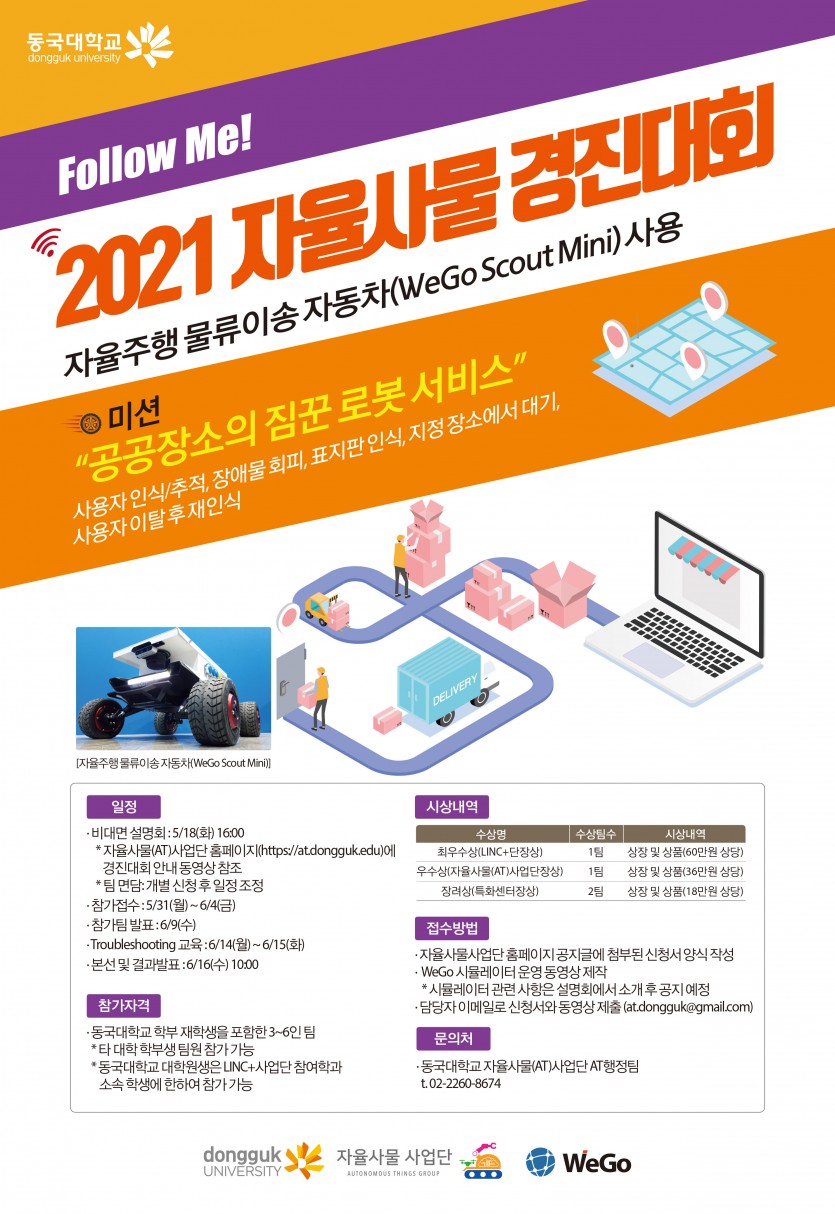 동국대학교
dongguk university
Follow Me!
2021 자율사물 경진대회
자율주행 물류이송 자동차(WeGo Scout Mini) 사용
미션
“공공장소의 짐꾼 로봇 서비스”
사용자 인식/추적, 장애물 회피, 표지판 인식, 지정 장소에서 대기,
사용자 이탈 후 재인식
DELIVERY
[자율주행 물류이송 자동차(WeGo Scout Mini)]
일정
· 비대면 설명회 : 5/18(화) 16:00
* 자율사물(AT)사업단 홈페이지(https://at.dongguk.edu)에
경진대회 안내 동영상 참조
* 팀 면담: 개별 신청 후 일정 조정
· 참가접수 : 5/31(월) ~ 6/4(금)
· 참가팀 발표 : 6/9(수)
· Troubleshooting 교육 : 6/14(월) ~ 6/15(화)
· 본선 및 결과발표 : 6/16(수) 10:00
참가자격
· 동국대학교 학부 재학생을 포함한 3~6인 팀
* 타 대학 학부생 팀원 참가 가능
* 동국대학교 대학원생은 LINC+사업단 참여학과
소속 학생에 한하여 참가 가능
시상내역
수상명 수상팀수 시상내역
최우수상(LINC+단장상) 1팀 상장 및 상품(60만원 상당)
우수상(자율사물(AT)사업단장상) 1팀 상장 및 상품(36만원 상당)
장려상(특화센터장상) 2팀 상장 및 상품(18만원 상당)
접수방법
· 자율사물사업단 홈페이지 공지글에 첨부된 신청서 양식 작성
· WeGo 시뮬레이터 운영 동영상 제작
* 시뮬레이터 관련 사항은 설명회에서 소개 후 공지 예정
· 담당자 이메일로 신청서와 동영상 제출 (at.dongguk@gmail.com)
문의처
· 동국대학교 자율사물(AT)사업단 AT행정팀
t. 02-2260-8674
dongguk
UNIVERSITY
자율사물 사업단
AUTONOMOUS THINGS GROUP
WeGo